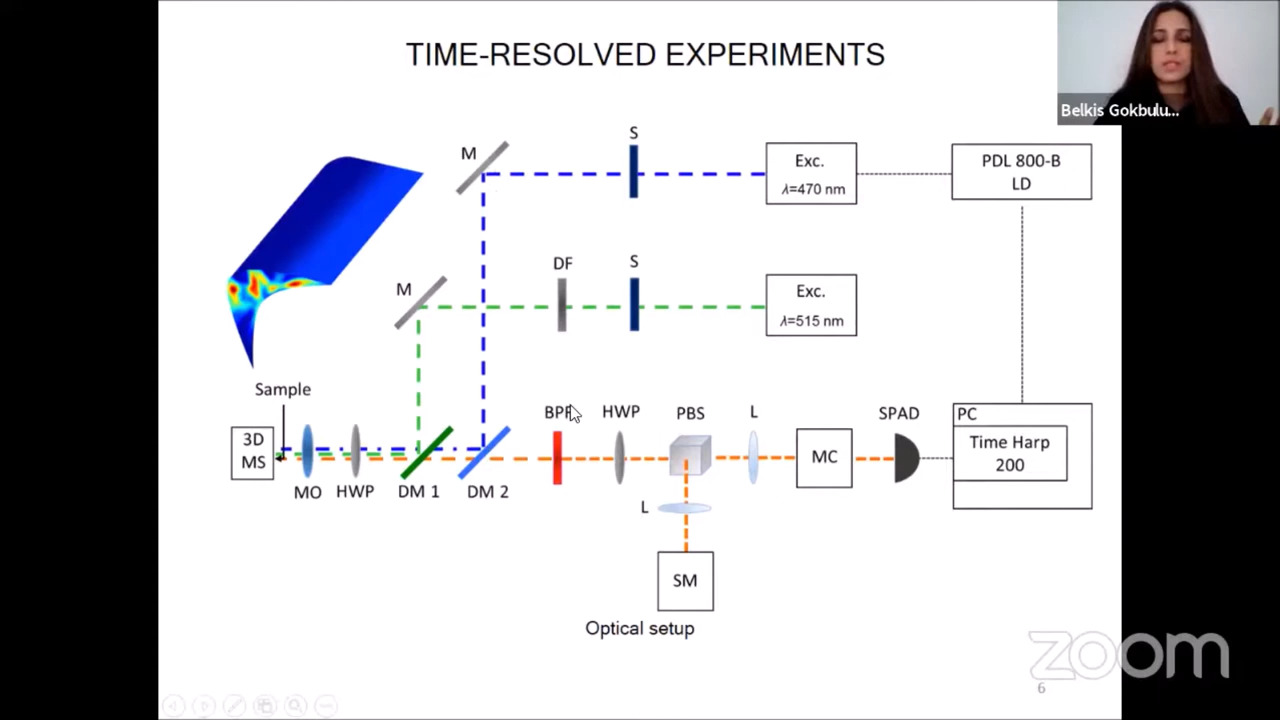 TIME-RESOLVED EXPERIMENTS
Belkis Gokbulu...
S
M
Exc.
λ=470 nm
PDL 800-B
LD
DF
S
M
Exc.
λ=515 nm
Sample
3D
MS
MO
HWP
DM 1
DM 2
BPF
HWP
PBS
L
MC
SPAD
PC
Time Harp
200
L
SM
Optical setup
zoom
6